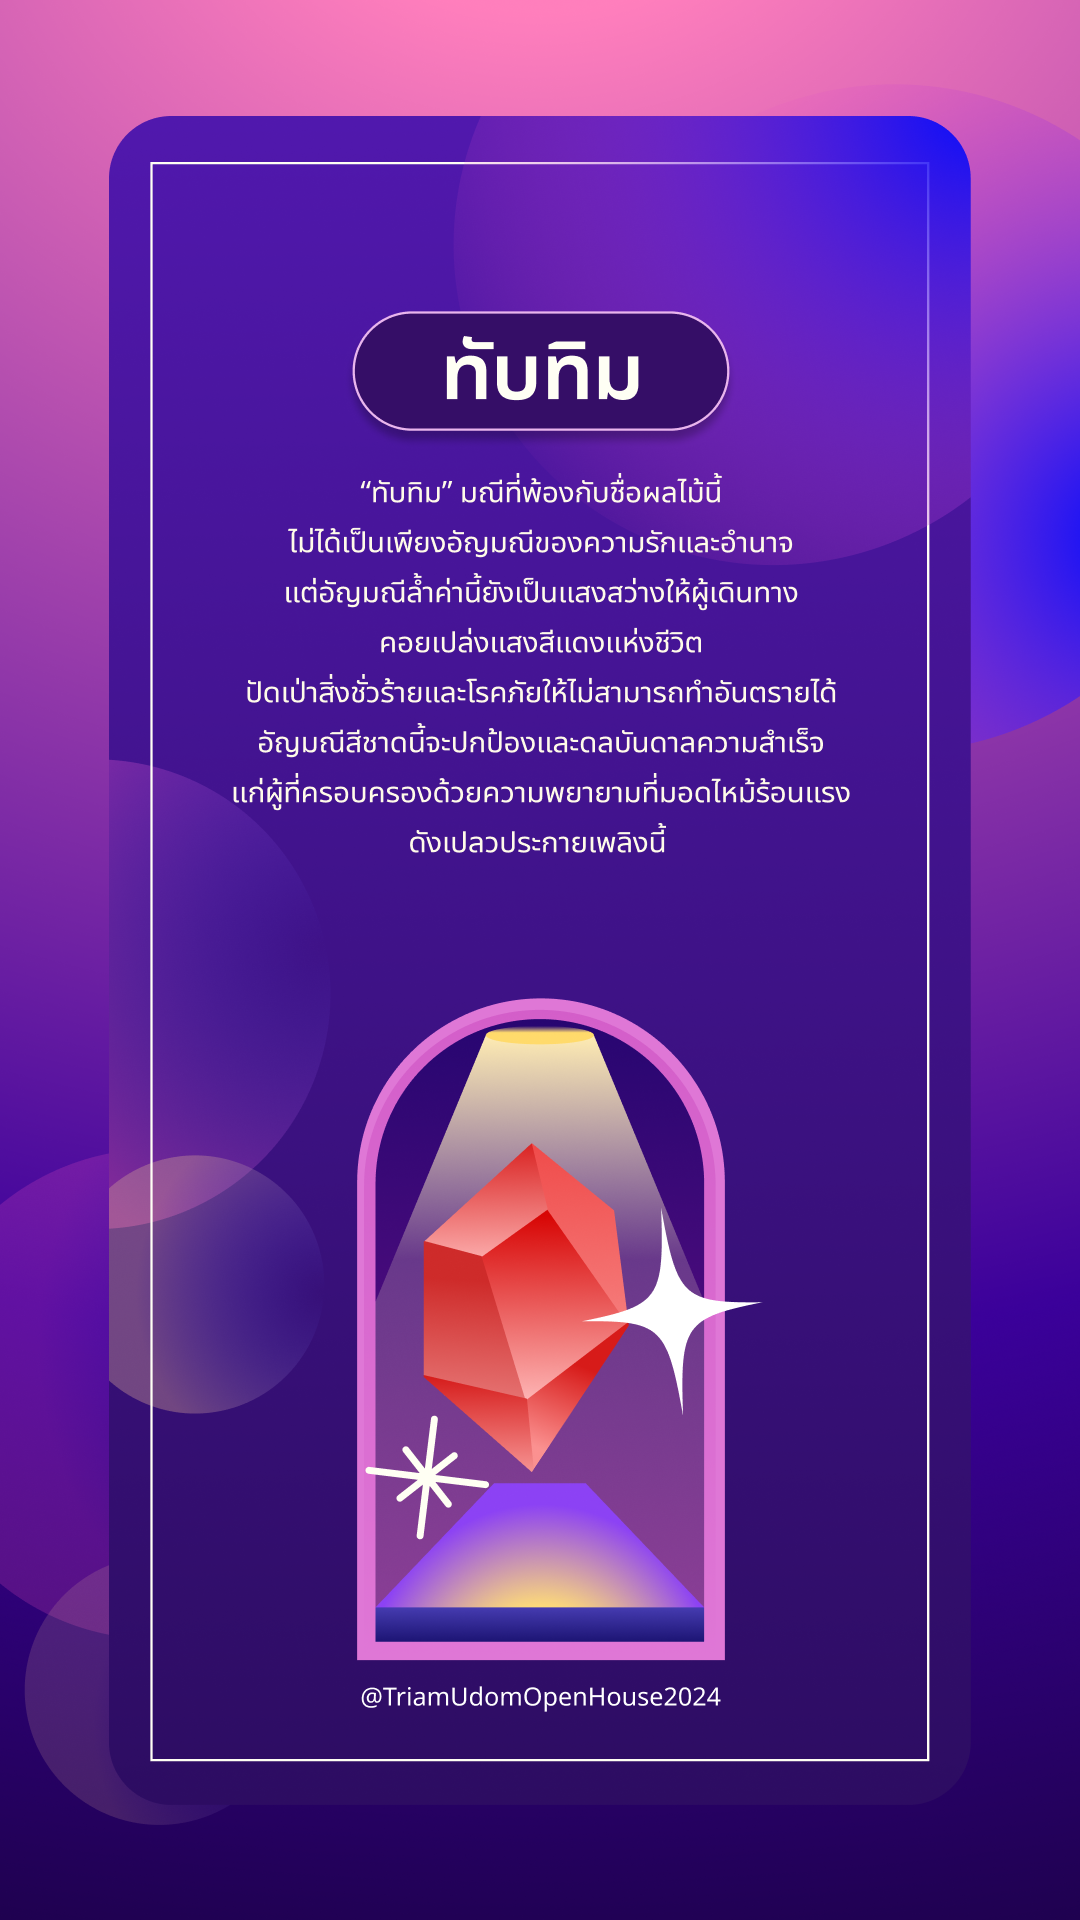 ทับทิม
“ทับทิม” มณีที่พ้องกับชื่อผลไม้นี้
ไม่ได้เป็นเพียงอัญมณีของความรักและอำนาจ
แต่อัญมณีล้ำค่านี้ยังเป็นแสงสว่างให้ผู้เดินทาง
คอยเปล่งแสงสีแดงแห่งชีวิต
ปัดเป่าสิ่งชั่วร้ายและโรคภัยให้ไม่สามารถทำอันตรายได้
อัญมณีสีชาดนี้จะปกป้องและดลบันดาลความสำเร็จ
แก่ผู้ที่ครอบครองด้วยความพยายามที่มอดไหม้ร้อนแรง
ดังเปลวประกายเพลิงนี้
@TriamUdomOpenHouse2024